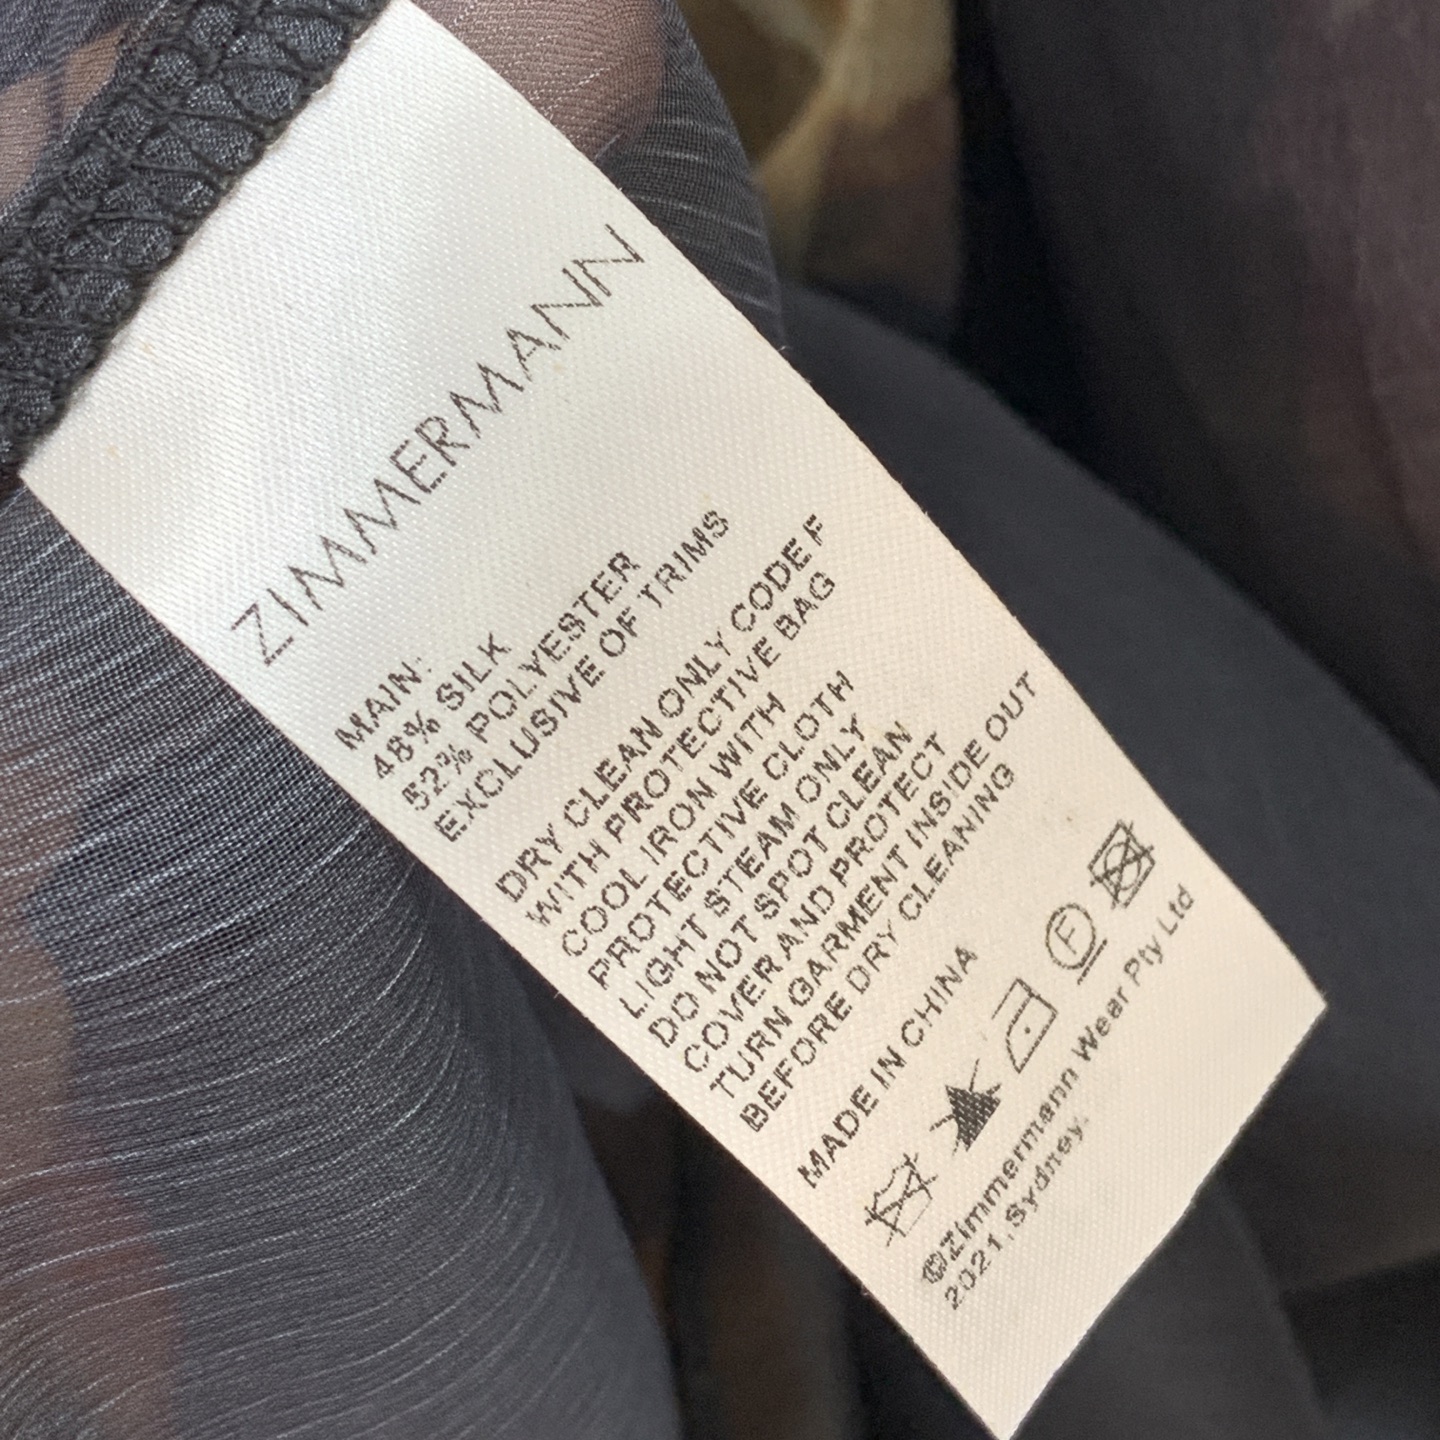 ZIMMERMANN
MAIN:
48% SILK
52% POLYESTER
EXCLUSIVE OF TRIMS
DRY CLEAN ONLY CODE F
WITH PROTECTIVE BAG
COOL IRON WITH
PROTECTIVE CLOTH
LIGHT STEAM ONLY
DO NOT SPOT CLEAN
COVER AND PROTECT
TURN GARMENT INSIDE OUT
BEFORE DRY CLEANING
MADE IN CHINA
F
©Zimmermann Wear Pty Ltd
2021, Sydney.